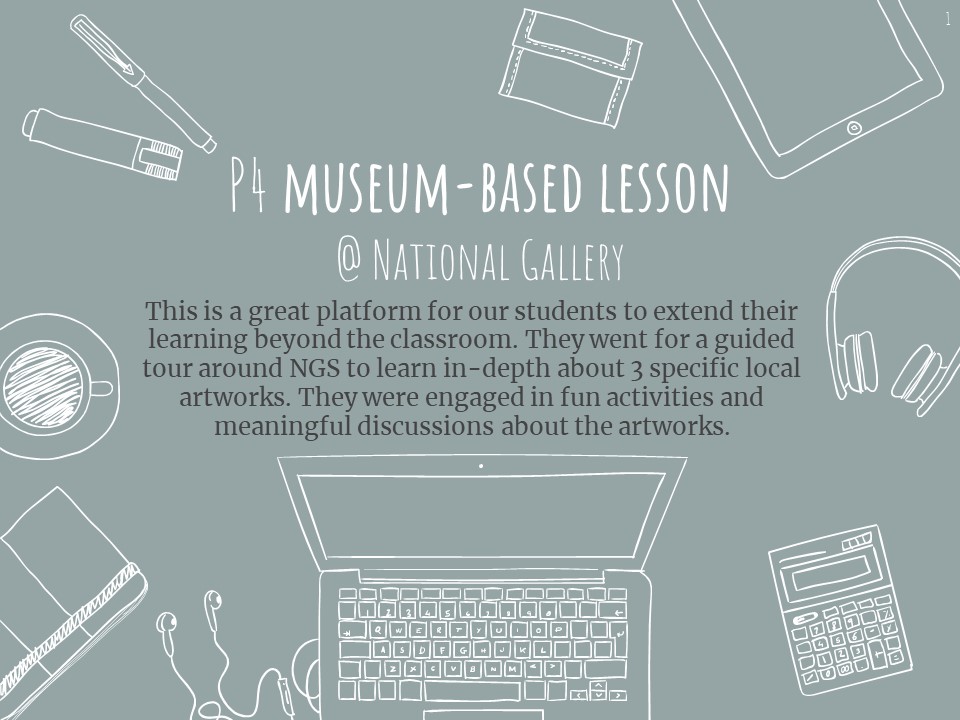 1
P4 MUSEUM-BASED LESSON
@ NATIONAL GALLERY
This is a great platform for our students to extend their
learning beyond the classroom. They went for a guided
tour around NGS to learn in-depth about 3 specific local
artworks. They were engaged in fun activities and
meaningful discussions about the artworks.
Q W E R T Y U I O P
A S D F G H J K L
Z X C V B N M < >